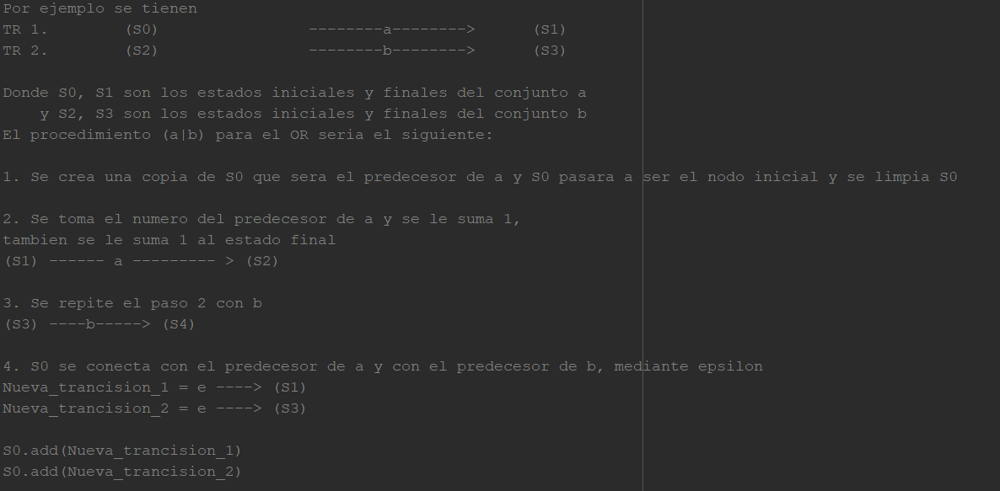 Por ejemplo se tienen
TR 1. (S0) --------a--------> (S1)
TR 2. (S2) --------b--------> (S3)
Donde S0, S1 son los estados iniciales y finales del conjunto a
y S2, S3 son los estados iniciales y finales del conjunto b
El procedimiento (a|b) para el OR seria el siguiente:
1. Se crea una copia de S0 que sera el predecesor de a y S0 pasara a ser el nodo inicial y se limpia S0
2. Se toma el numero del predecesor de a y se le suma 1,
tambien se le suma 1 al estado final
(S1) ------ a --------- > (S2)
3. Se repite el paso 2 con b
(S3) ----b-----> (S4)
4. S0 se conecta con el predecesor de a y con el predecesor de b, mediante epsilon
Nueva_trancision_1 = e ----> (S1)
Nueva_trancision_2 = e ----> (S3)
S0.add(Nueva_trancision_1)
S0.add(Nueva_trancision_2)